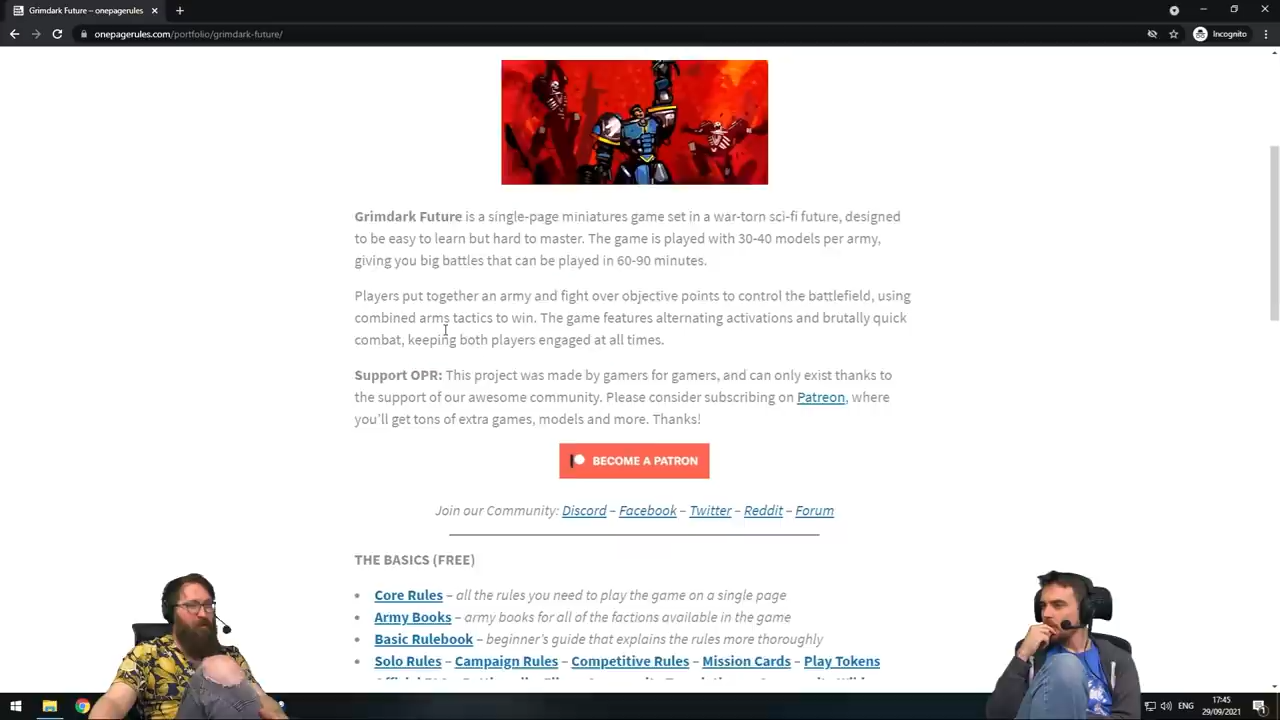 Grimdark Future – onepagerules
onepagerules.com/portfolio/grimdark-future/
Incognito
Grimdark Future is a single-page miniatures game set in a war-torn sci-fi future, designed
to be easy to learn but hard to master. The game is played with 30-40 models per army,
giving you big battles that can be played in 60-90 minutes.
Players put together an army and fight over objective points to control the battlefield, using
combined arms tactics to win. The game features alternating activations and brutally quick
combat, keeping both players engaged at all times.
Support OPR: This project was made by gamers for gamers, and can only exist thanks to
the support of our awesome community. Please consider subscribing on Patreon, where
you'll get tons of extra games, models and more. Thanks!
BECOME A PATRON
Join our Community: Discord – Facebook – Twitter – Reddit – Forum
THE BASICS (FREE)
• Core Rules – all the rules you need to play the game on a single page
• Army Books – army books for all of the factions available in the game
• Basic Rulebook – beginner's guide that explains the rules more thoroughly
• Solo Rules – Campaign Rules – Competitive Rules – Mission Cards – Play Tokens
ENG
17:45
29/09/2021